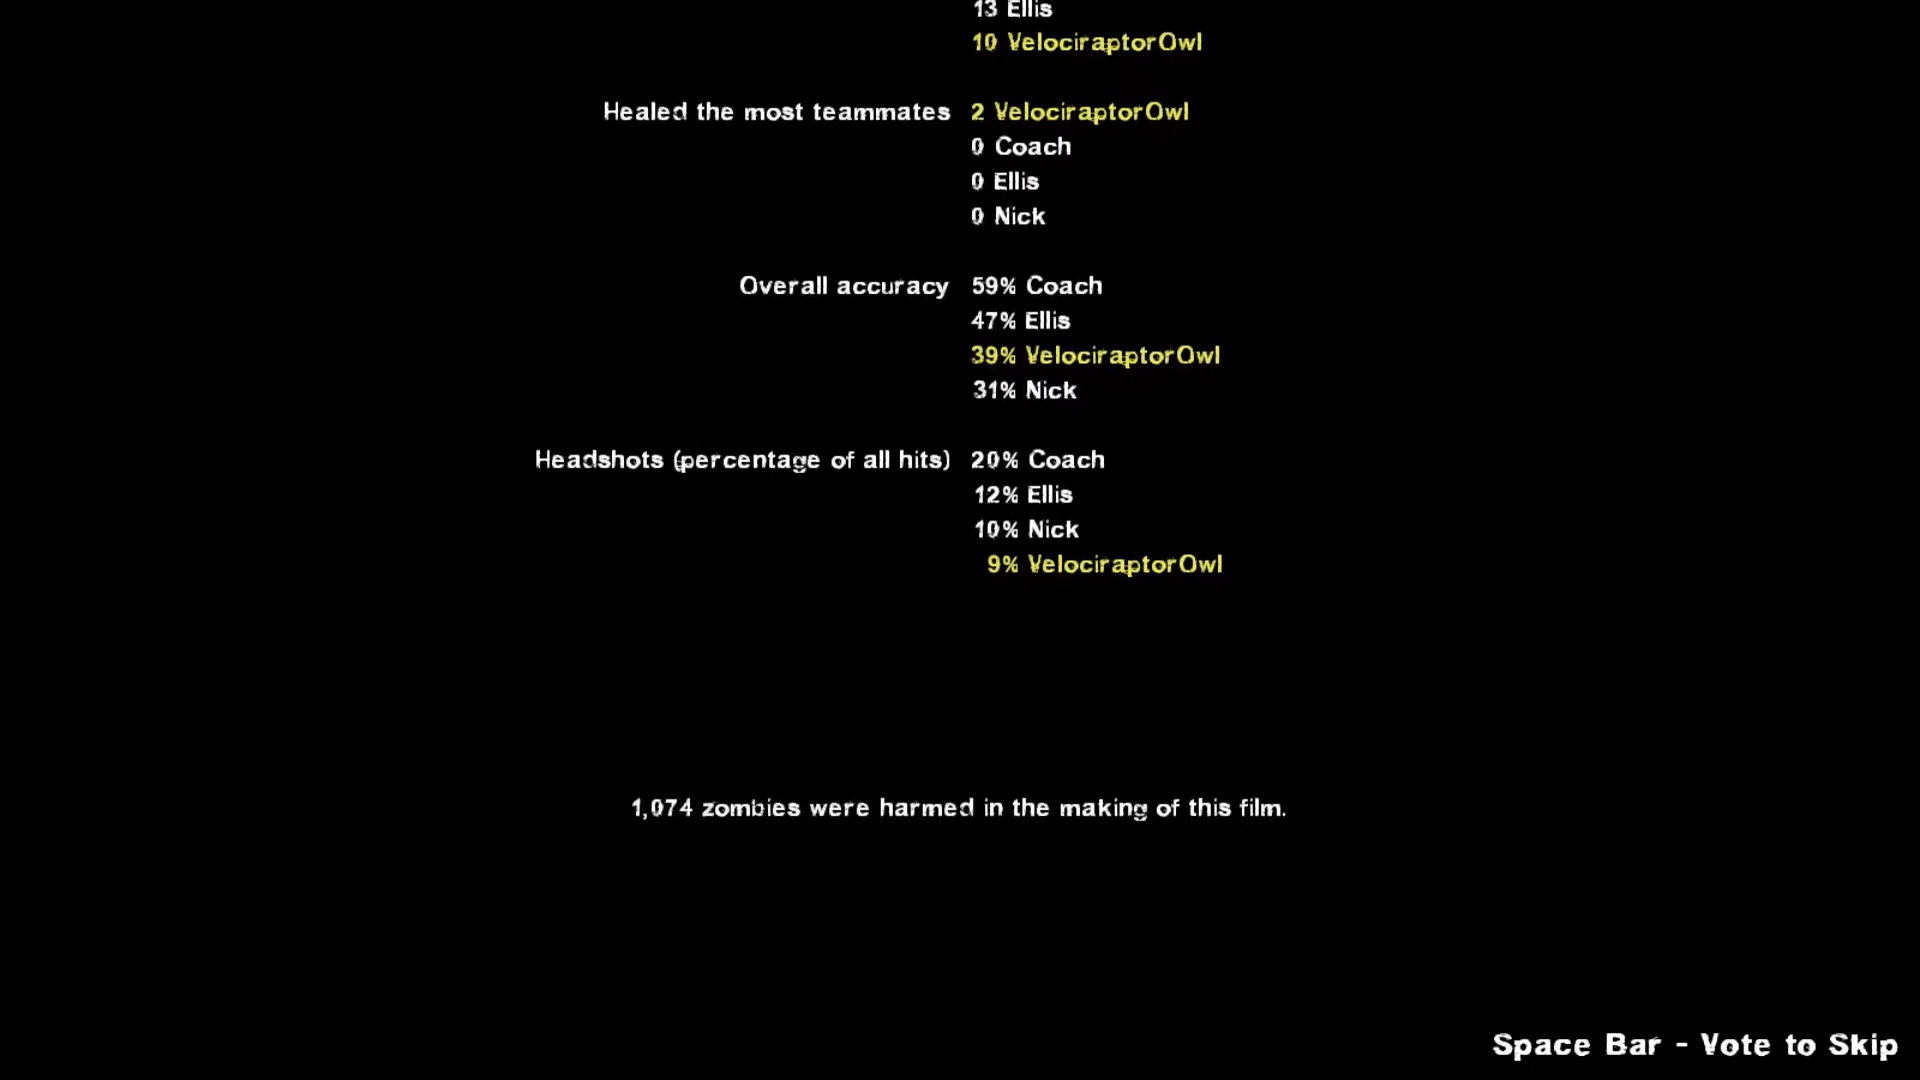 13 Ellis
10 VelociraptorOwl
Healed the most teammates 2 VelociraptorOwl
0 Coach
0 Ellis
0 Nick
Overall accuracy 59% Coach
47% Ellis
39% VelociraptorOwl
31% Nick
Headshots (percentage of all hits) 20% Coach
12% Ellis
10% Nick
9% VelociraptorOwl
1,074 zombies were harmed in the making of this film.
Space Bar - Vote to Skip